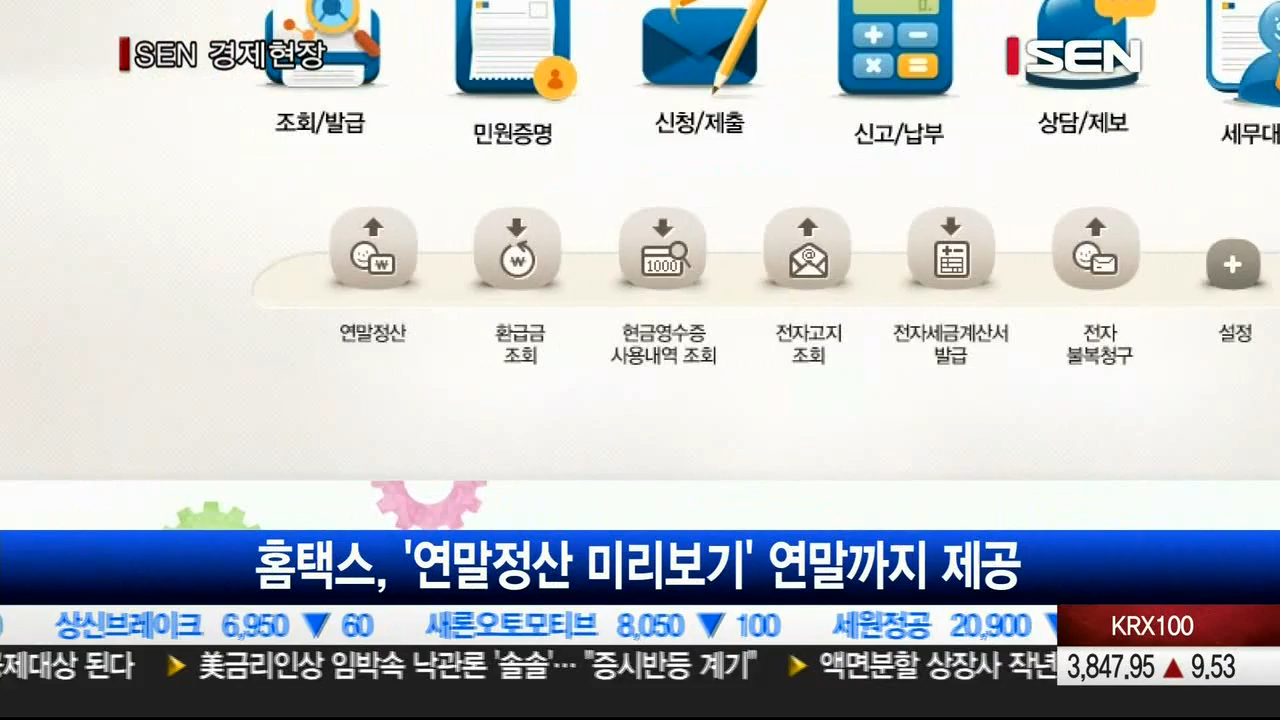 SEN 경제현장
SEN
조회/발급
민원증명
신청/제출
신고/납부
상담/제보
세무대
1000
연말정산
환급금
조회
현금영수증
사용내역 조회
전자고지
조회
전자세금계산서
발급
전자
불복청구
설정
홈택스, '연말정산 미리보기' 연말까지 제공
상신브레이크 6,950 ▼ 60 새론오토모티브 8,050 ▼ 100 세원정공 20,900 ▼
KRX100
3,847.95 ▲ 9.53
제대상 된다 ▶ 美금리인상 임박속 낙관론 '솔솔'… "증시반등 계기" ▶ 액면분할 상장사 작년